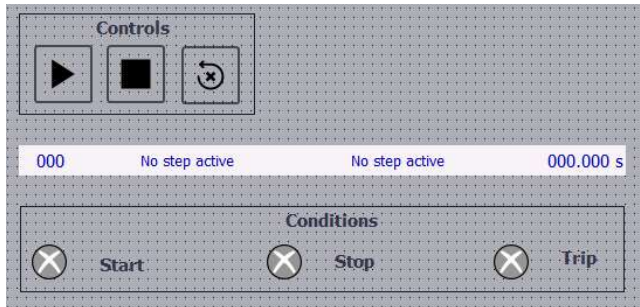 Controls
000 No step active No step active 000.000 s
Conditions
Start Stop Trip